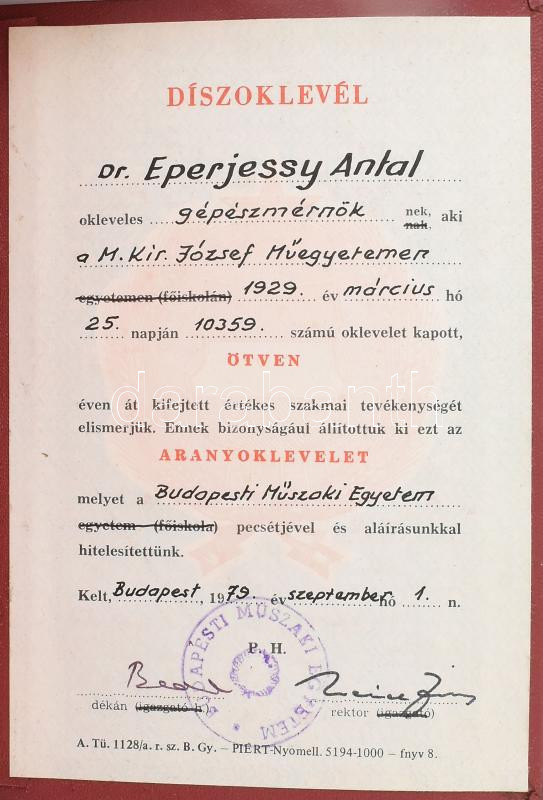 DÍSZOKLEVÉL
Dr. Eperjessy Antal
okleveles gépészmérnök nek, nak, aki
a M. Kir. József Műegyetemen
egyetemen (főiskolán) 1929. év március hó
25. napján 10359. számú oklevelet kapott,
ÖTVEN
éven át kifejtett értékes szakmai tevékenységét
elismerjük. Ennek bizonyságául állítottuk ki ezt az
ARANYOKLEVELET
melyet a Budapesti Műszaki Egyetem
egyetem (főiskola) pecsétjével és aláírásunkkal
hitelesítettünk.
Kelt, Budapest, 1979. év szeptember hó 1. n.
P. H.
BUDAPESTI MŰSZAKI EGYETEM
dékán (igazgató h.) rektor (igazgató)
A. Tü. 1128/a. r. sz. B. Gy. – PIÉRT-Nyomell. 5194-1000 – fnyv 8.
darabanth